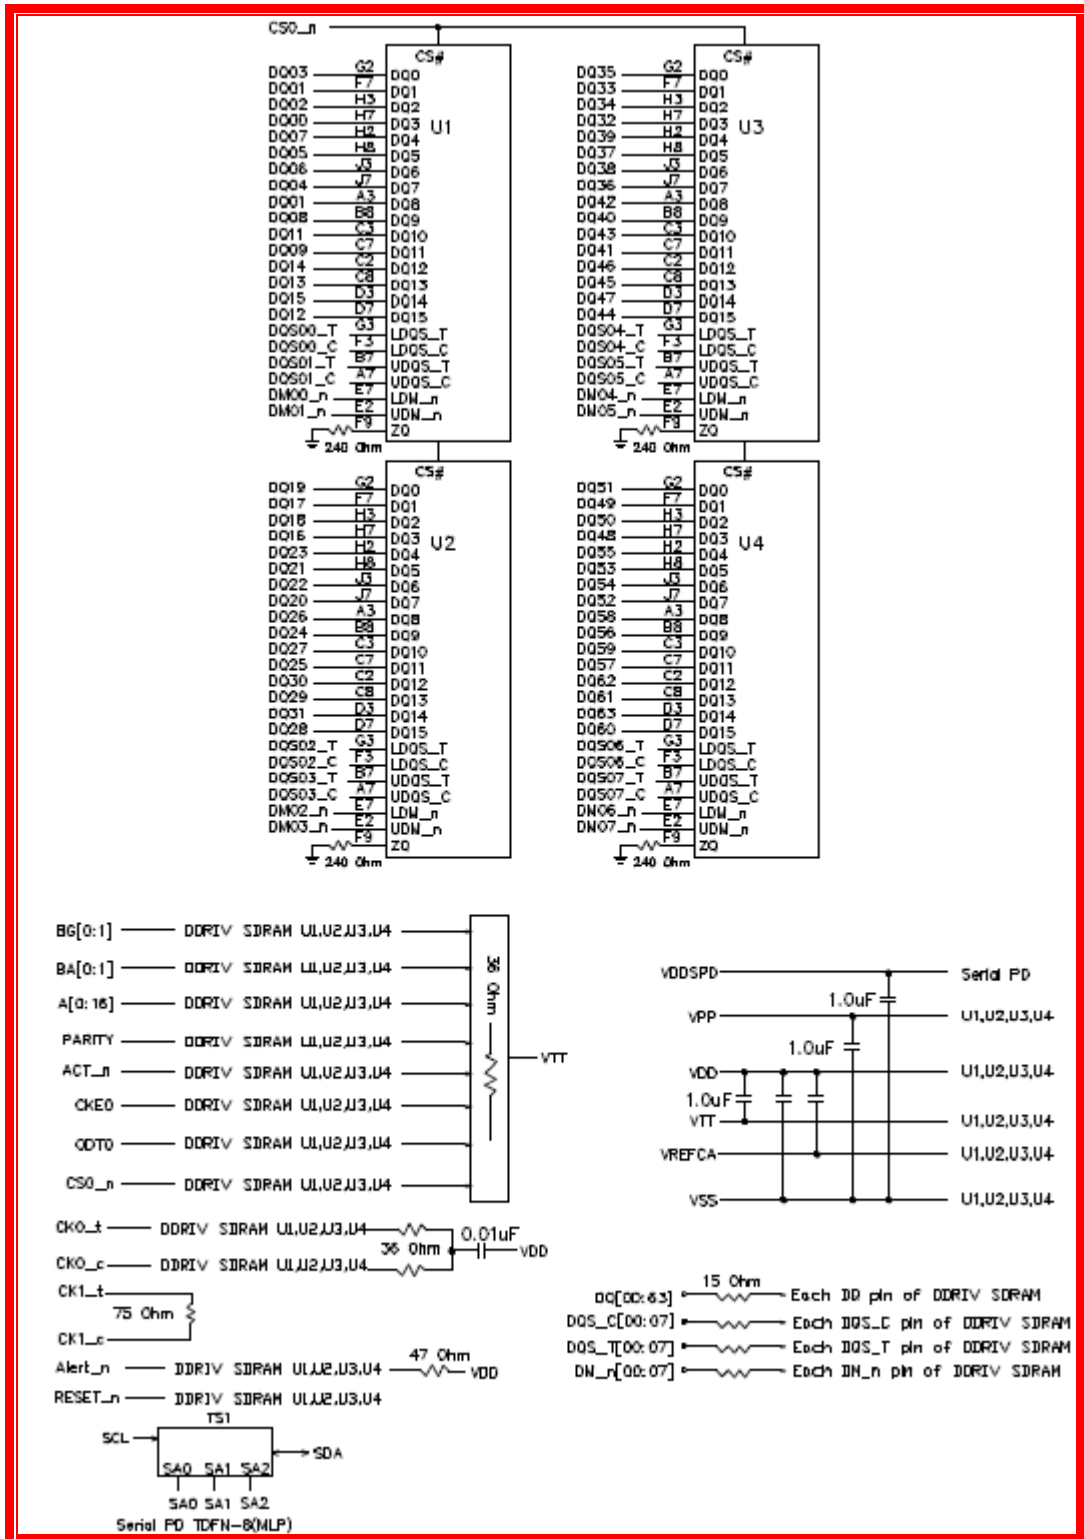 CS0_n
CS#
DQ03 G2 DQ0
DQ01 F7 DQ1
DQ02 H3 DQ2
DQ00 H7 DQ3
DQ07 H2 DQ4
DQ05 H8 DQ5
DQ06 J3 DQ6
DQ04 J7 DQ7
DQ01 A3 DQ8
DQ08 B8 DQ9
DQ11 C3 DQ10
DQ09 C7 DQ11
DQ14 C2 DQ12
DQ13 C8 DQ13
DQ15 D3 DQ14
DQ12 D7 DQ15
DQS00_T G3 LDQS_T
DQS00_C F3 LDQS_C
DQS01_T B7 UDQS_T
DQS01_C A7 UDQS_C
DM00_n E7 LDM_n
DM01_n E2 UDM_n
F9 ZQ
240 Ohm
U1
CS#
DQ35 G2 DQ0
DQ33 F7 DQ1
DQ34 H3 DQ2
DQ32 H7 DQ3
DQ39 H2 DQ4
DQ37 H8 DQ5
DQ38 J3 DQ6
DQ36 J7 DQ7
DQ42 A3 DQ8
DQ40 B8 DQ9
DQ43 C3 DQ10
DQ41 C7 DQ11
DQ46 C2 DQ12
DQ45 C8 DQ13
DQ47 D3 DQ14
DQ44 D7 DQ15
DQS04_T G3 LDQS_T
DQS04_C F3 LDQS_C
DQS05_T B7 UDQS_T
DQS05_C A7 UDQS_C
DM04_n E7 LDM_n
DM05_n E2 UDM_n
F9 ZQ
240 Ohm
U3
CS#
DQ19 G2 DQ0
DQ17 F7 DQ1
DQ18 H3 DQ2
DQ16 H7 DQ3
DQ23 H2 DQ4
DQ21 H8 DQ5
DQ22 J3 DQ6
DQ20 J7 DQ7
DQ26 A3 DQ8
DQ24 B8 DQ9
DQ27 C3 DQ10
DQ25 C7 DQ11
DQ30 C2 DQ12
DQ29 C8 DQ13
DQ31 D3 DQ14
DQ28 D7 DQ15
DQS02_T G3 LDQS_T
DQS02_C F3 LDQS_C
DQS03_T B7 UDQS_T
DQS03_C A7 UDQS_C
DM02_n E7 LDM_n
DM03_n E2 UDM_n
F9 ZQ
240 Ohm
U2
CS#
DQ51 G2 DQ0
DQ49 F7 DQ1
DQ50 H3 DQ2
DQ48 H7 DQ3
DQ55 H2 DQ4
DQ53 H8 DQ5
DQ54 J3 DQ6
DQ52 J7 DQ7
DQ58 A3 DQ8
DQ56 B8 DQ9
DQ59 C3 DQ10
DQ57 C7 DQ11
DQ62 C2 DQ12
DQ61 C8 DQ13
DQ63 D3 DQ14
DQ60 D7 DQ15
DQS06_T G3 LDQS_T
DQS06_C F3 LDQS_C
DQS07_T B7 UDQS_T
DQS07_C A7 UDQS_C
DM06_n E7 LDM_n
DM07_n E2 UDM_n
F9 ZQ
240 Ohm
U4
BG[0:1] DDRIV SDRAM U1,U2,U3,U4
BA[0:1] DDRIV SDRAM U1,U2,U3,U4
A[0:16] DDRIV SDRAM U1,U2,U3,U4
PARITY DDRIV SDRAM U1,U2,U3,U4
ACT_n DDRIV SDRAM U1,U2,U3,U4
CKE0 DDRIV SDRAM U1,U2,U3,U4
ODT0 DDRIV SDRAM U1,U2,U3,U4
CS0_n DDRIV SDRAM U1,U2,U3,U4
36 Ohm
VTT
VDDSPD Serial PD
1.0uF
VPP U1,U2,U3,U4
1.0uF
VDD U1,U2,U3,U4
1.0uF
VTT U1,U2,U3,U4
VREFCA U1,U2,U3,U4
VSS U1,U2,U3,U4
CK0_t DDRIV SDRAM U1,U2,U3,U4
36 Ohm 0.01uF VDD
CK0_c DDRIV SDRAM U1,U2,U3,U4
CK1_t
75 Ohm
CK1_c
Alert_n DDRIV SDRAM U1,U2,U3,U4 47 Ohm VDD
RESET_n DDRIV SDRAM U1,U2,U3,U4
15 Ohm
DQ[00:63] Each DQ pin of DDRIV SDRAM
DQS_C[00:07] Each DQS_C pin of DDRIV SDRAM
DQS_T[00:07] Each DQS_T pin of DDRIV SDRAM
DM_n[00:07] Each DM_n pin of DDRIV SDRAM
TS1
SCL SDA
SA0 SA1 SA2
SA0 SA1 SA2
Serial PD TDFN-8(MLP)